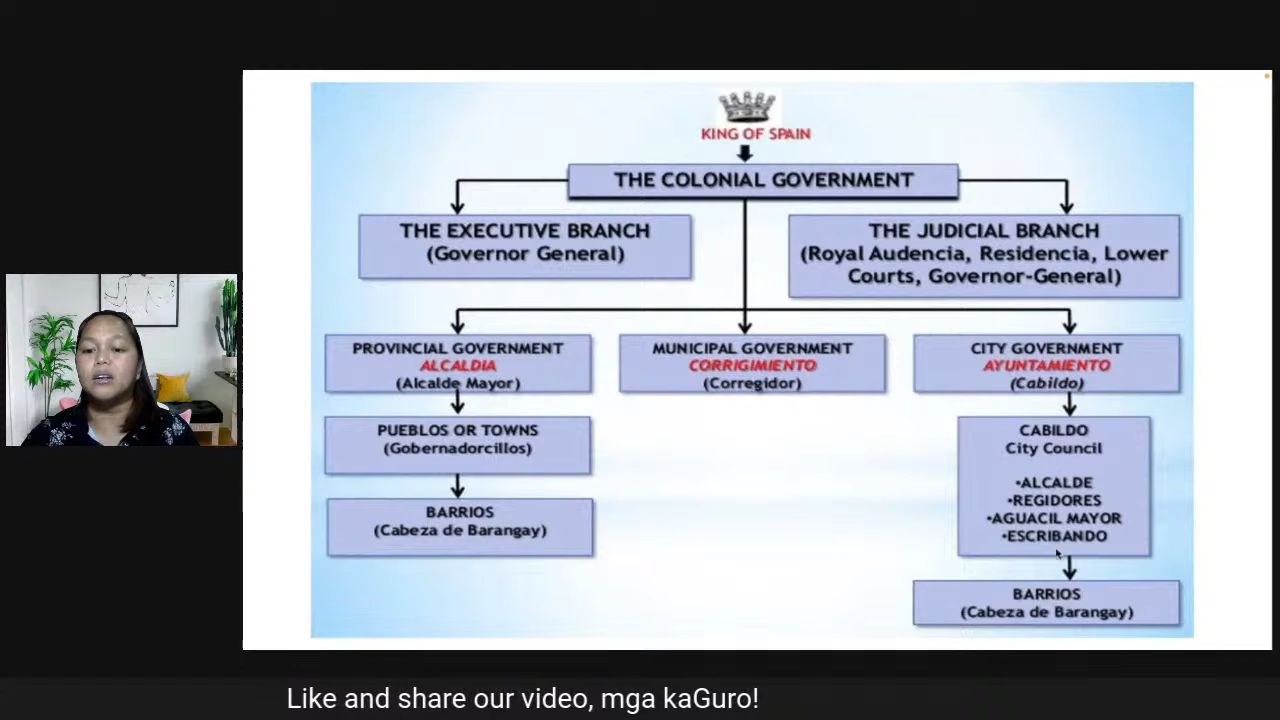 KING OF SPAIN
THE COLONIAL GOVERNMENT
THE EXECUTIVE BRANCH
(Governor General)
THE JUDICIAL BRANCH
(Royal Audencia, Residencia, Lower
Courts, Governor-General)
PROVINCIAL GOVERNMENT
ALCALDIA
(Alcalde Mayor)
MUNICIPAL GOVERNMENT
CORRIGIMIENTO
(Corregidor)
CITY GOVERNMENT
AYUNTAMIENTO
(Cabildo)
PUEBLOS OR TOWNS
(Gobernadorcillos)
BARRIOS
(Cabeza de Barangay)
CABILDO
City Council
•ALCALDE
•REGIDORES
•AGUACIL MAYOR
•ESCRIBANDO
BARRIOS
(Cabeza de Barangay)
Like and share our video, mga kaGuro!